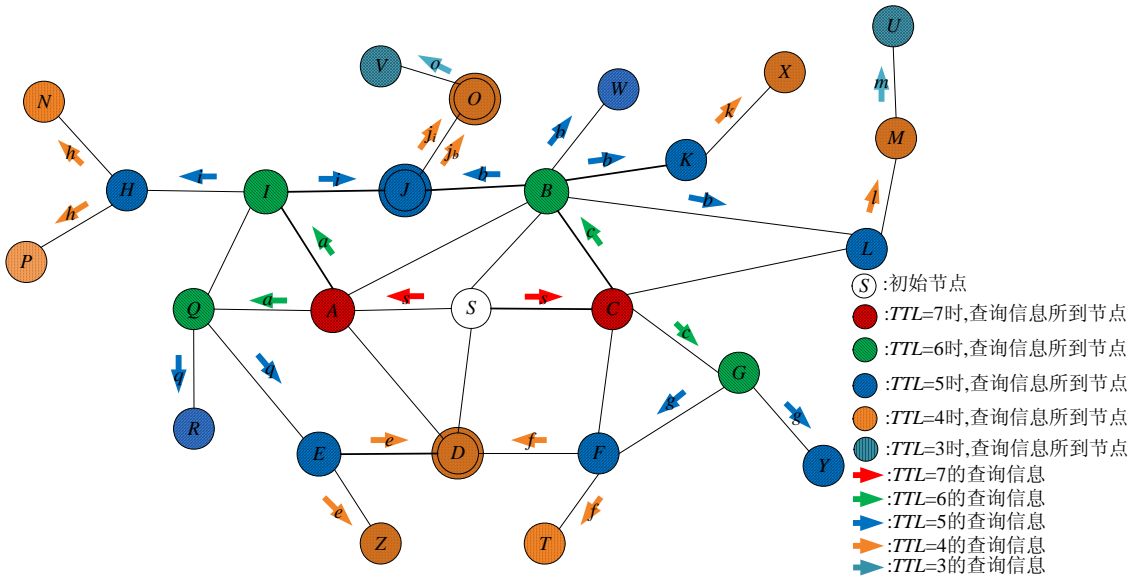 U
V
o
X
W
O
m
N
k
j_i
b
M
h
j_b
b
K
i
i
b
H
I
J
B
l
b
h
c
P
a
L
S :初始节点
a
s
s
Q
A
S
C
:TTL=7时,查询信息所到节点
c
:TTL=6时,查询信息所到节点
q
q
G
:TTL=5时,查询信息所到节点
g
g
R
:TTL=4时,查询信息所到节点
e
f
E
D
F
Y
:TTL=3时,查询信息所到节点
:TTL=7的查询信息
e
f
:TTL=6的查询信息
:TTL=5的查询信息
Z
T
:TTL=4的查询信息
:TTL=3的查询信息